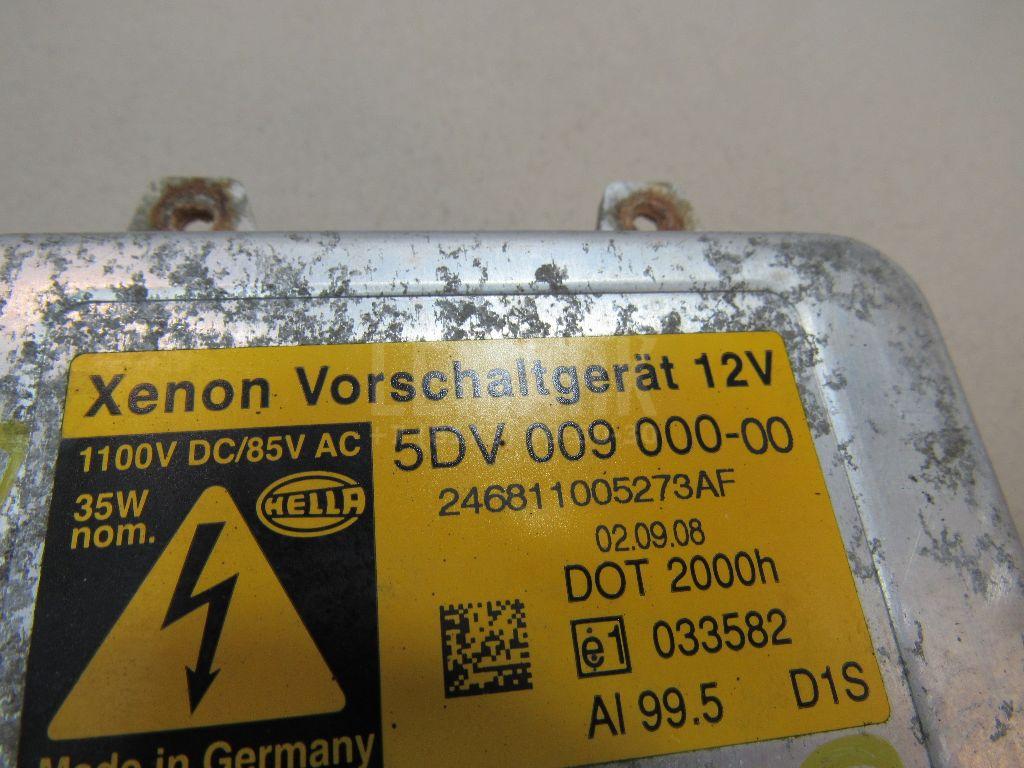 Xenon Vorschaltgerät 12V
1100V DC/85V AC
5DV 009 000-00
35W
nom.
HELLA
246811005273AF
02.09.08
DOT 2000h
e1 033582
Al 99.5
D1S
Made in Germany